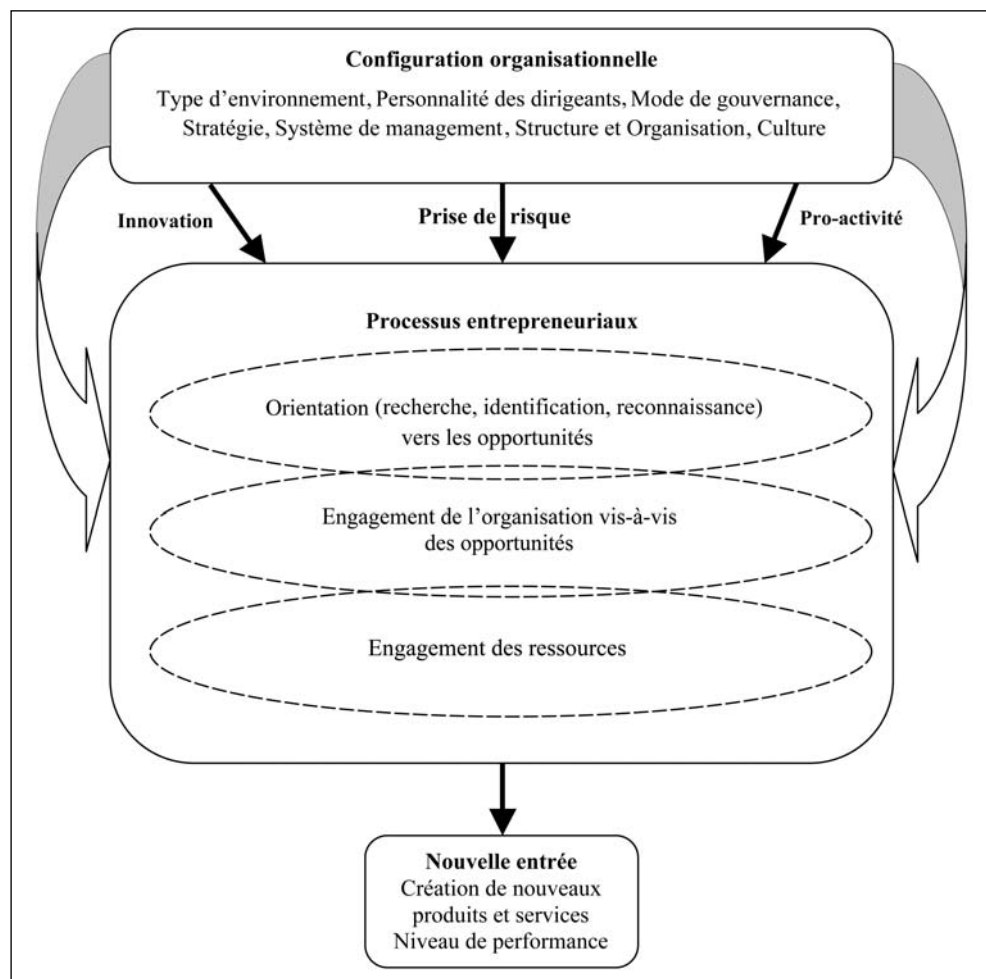 Configuration organisationnelle
Type d'environnement, Personnalité des dirigeants, Mode de gouvernance,
Stratégie, Système de management, Structure et Organisation, Culture
Innovation
Prise de risque
Pro-activité
Processus entrepreneuriaux
Orientation (recherche, identification, reconnaissance)
vers les opportunités
Engagement de l'organisation vis-à-vis
des opportunités
Engagement des ressources
Nouvelle entrée
Création de nouveaux
produits et services
Niveau de performance